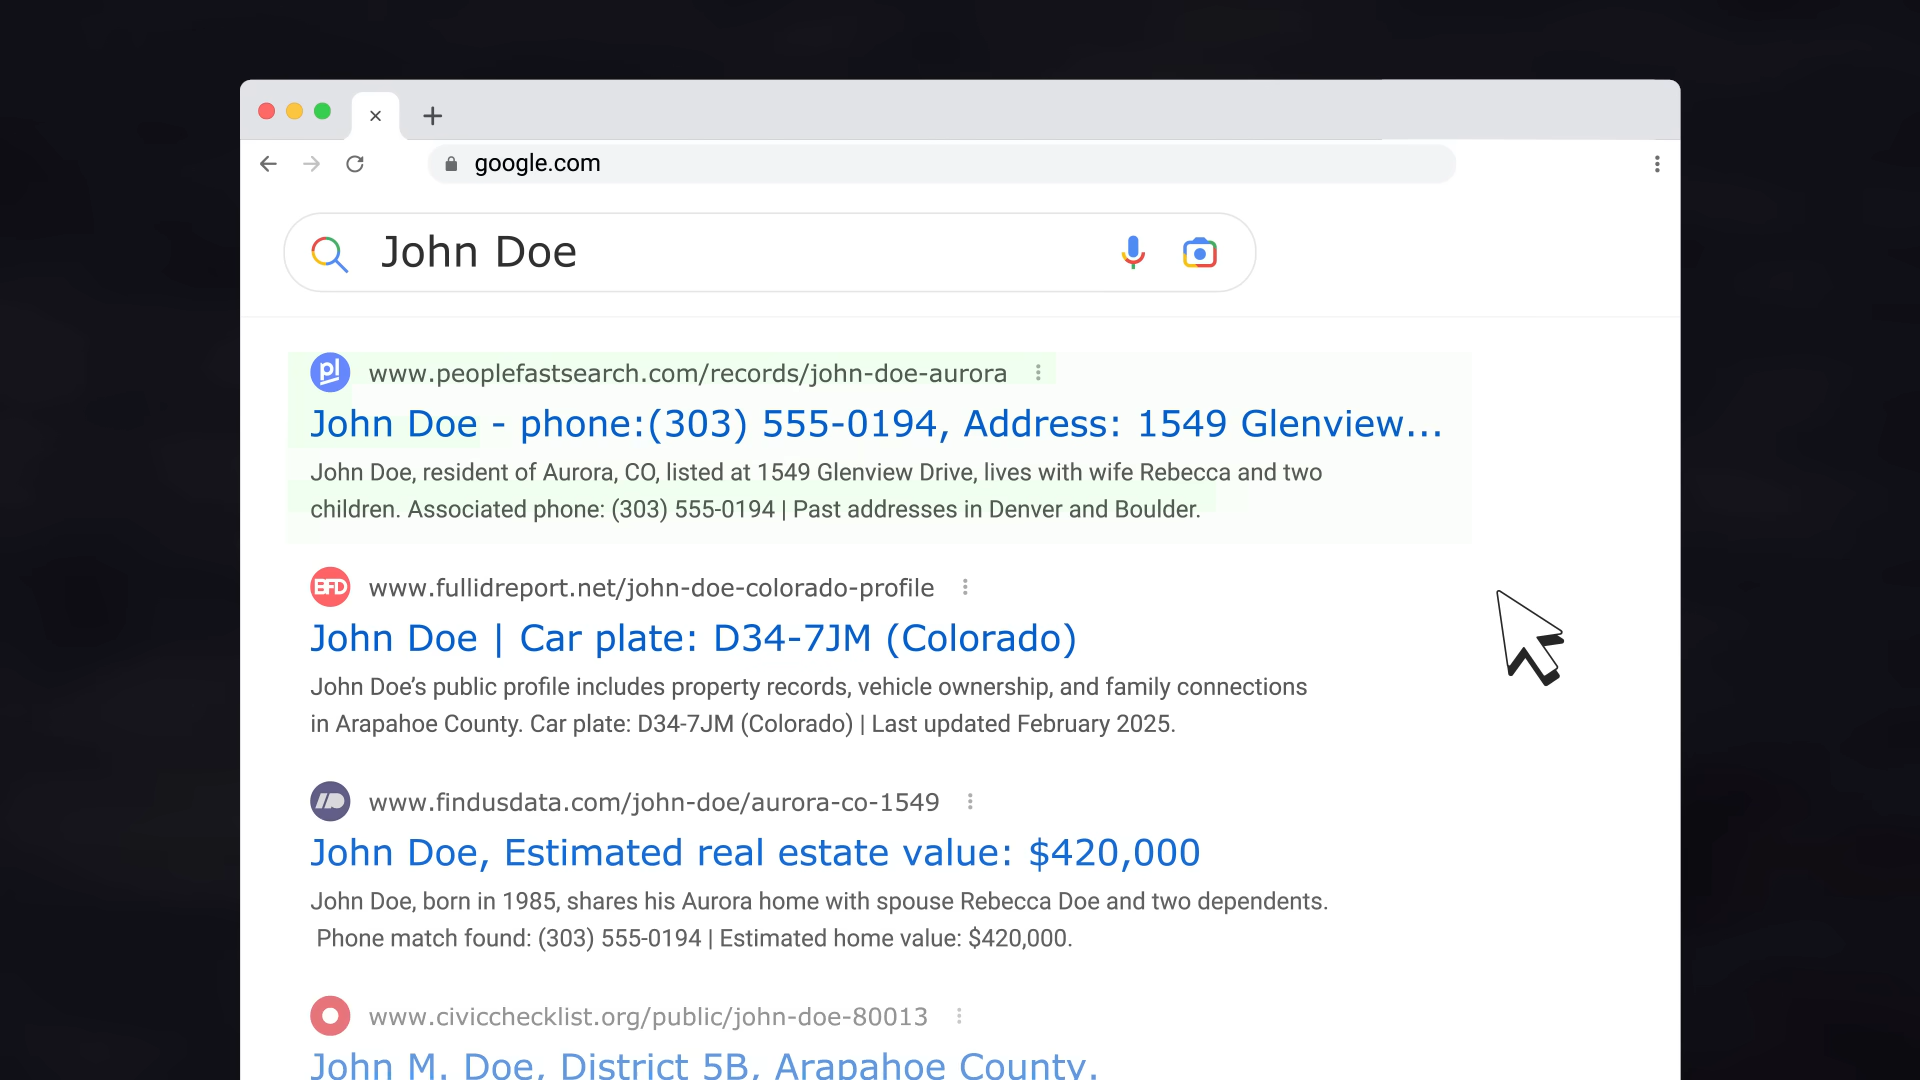 google.com
John Doe
pl
www.peoplefastsearch.com/records/john-doe-aurora
John Doe - phone:(303) 555-0194, Address: 1549 Glenview...
John Doe, resident of Aurora, CO, listed at 1549 Glenview Drive, lives with wife Rebecca and two
children. Associated phone: (303) 555-0194 | Past addresses in Denver and Boulder.
BFD
www.fullidreport.net/john-doe-colorado-profile
John Doe | Car plate: D34-7JM (Colorado)
John Doe’s public profile includes property records, vehicle ownership, and family connections
in Arapahoe County. Car plate: D34-7JM (Colorado) | Last updated February 2025.
www.findusdata.com/john-doe/aurora-co-1549
John Doe, Estimated real estate value: $420,000
John Doe, born in 1985, shares his Aurora home with spouse Rebecca Doe and two dependents.
Phone match found: (303) 555-0194 | Estimated home value: $420,000.
www.civicchecklist.org/public/john-doe-80013
John M. Doe, District 5B, Arapahoe County.